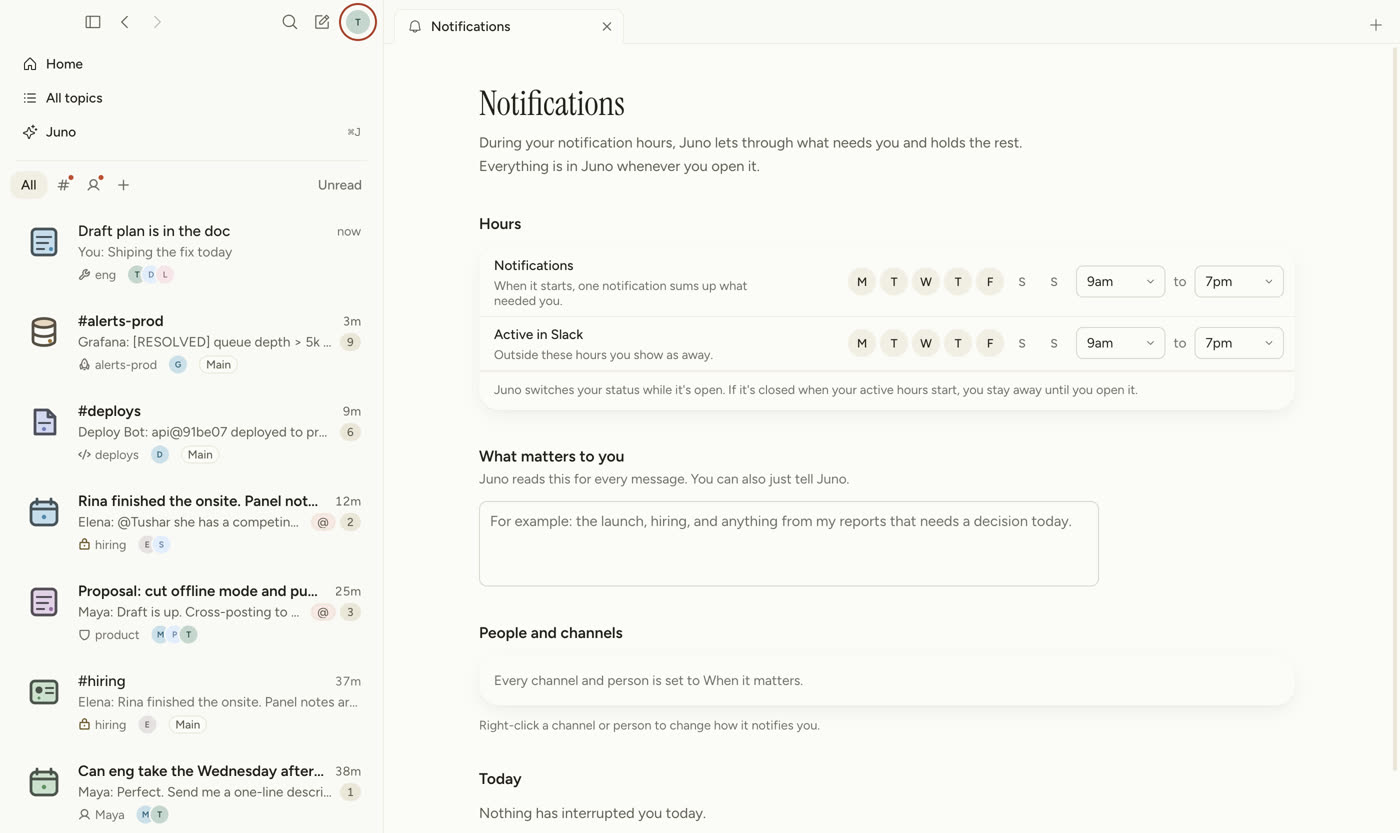 T
Notifications
Home
All topics
Juno ⌘J
All # Unread
Draft plan is in the doc now
You: Shiping the fix today
eng T D L
#alerts-prod 3m
Grafana: [RESOLVED] queue depth > 5k ... 9
alerts-prod G Main
#deploys 9m
Deploy Bot: api@91be07 deployed to pr... 6
deploys D Main
Rina finished the onsite. Panel not... 12m
Elena: @Tushar she has a competin... @ 2
hiring E S
Proposal: cut offline mode and pu... 25m
Maya: Draft is up. Cross-posting to ... @ 3
product M P T
#hiring 37m
Elena: Rina finished the onsite. Panel notes ar...
hiring E Main
Can eng take the Wednesday after... 38m
Maya: Perfect. Send me a one-line descri... 1
Maya M T
Notifications
During your notification hours, Juno lets through what needs you and holds the rest.
Everything is in Juno whenever you open it.
Hours
Notifications
When it starts, one notification sums up what
needed you.
M T W T F S S 9am to 7pm
Active in Slack
Outside these hours you show as away.
M T W T F S S 9am to 7pm
Juno switches your status while it's open. If it's closed when your active hours start, you stay away until you open it.
What matters to you
Juno reads this for every message. You can also just tell Juno.
For example: the launch, hiring, and anything from my reports that needs a decision today.
People and channels
Every channel and person is set to When it matters.
Right-click a channel or person to change how it notifies you.
Today
Nothing has interrupted you today.